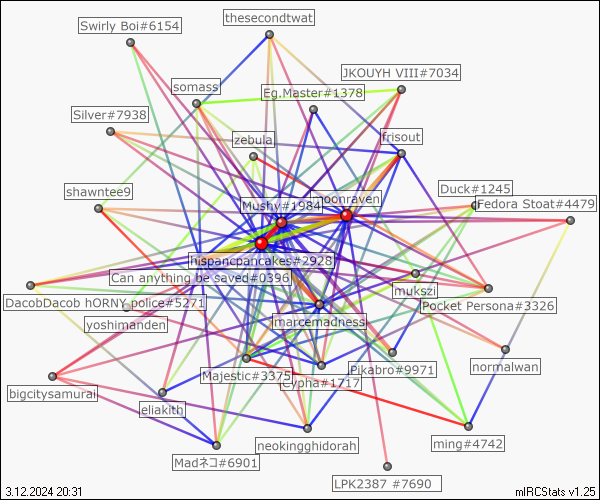 thesecondtwat
Swirly Boi#6154
JKOUYH VIII#7034
somass
Eg.Master#1378
Silver#7938
frisout
zebula
shawntee9
Duck#1245
Mushy#1984
moonraven
Fedora Stoat#4479
hispancpancakes#2928
Can anything be saved#0396
mukszi
DacobDacob hORNY police#5271
Pocket Persona#3326
yoshimanden
marcemadness
normalwan
Pikabro#9971
Majestic#3375
Cypha#1717
bigcitysamurai
eliakith
ming#4742
neokingghidorah
Madネコ#6901
LPK2387 #7690
3.12.2024 20:31
mIRCStats v1.25